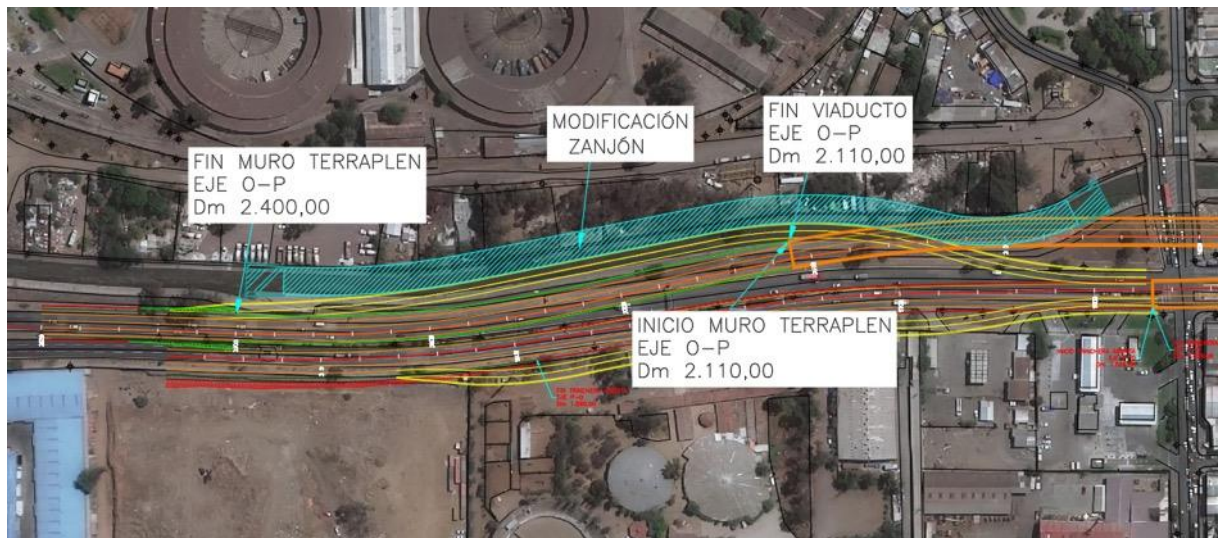 FIN VIADUCTO
EJE O-P
Dm 2.110,00
MODIFICACIÓN
ZANJÓN
FIN MURO TERRAPLEN
EJE O-P
Dm 2.400,00
INICIO MURO TERRAPLEN
EJE O-P
Dm 2.110,00